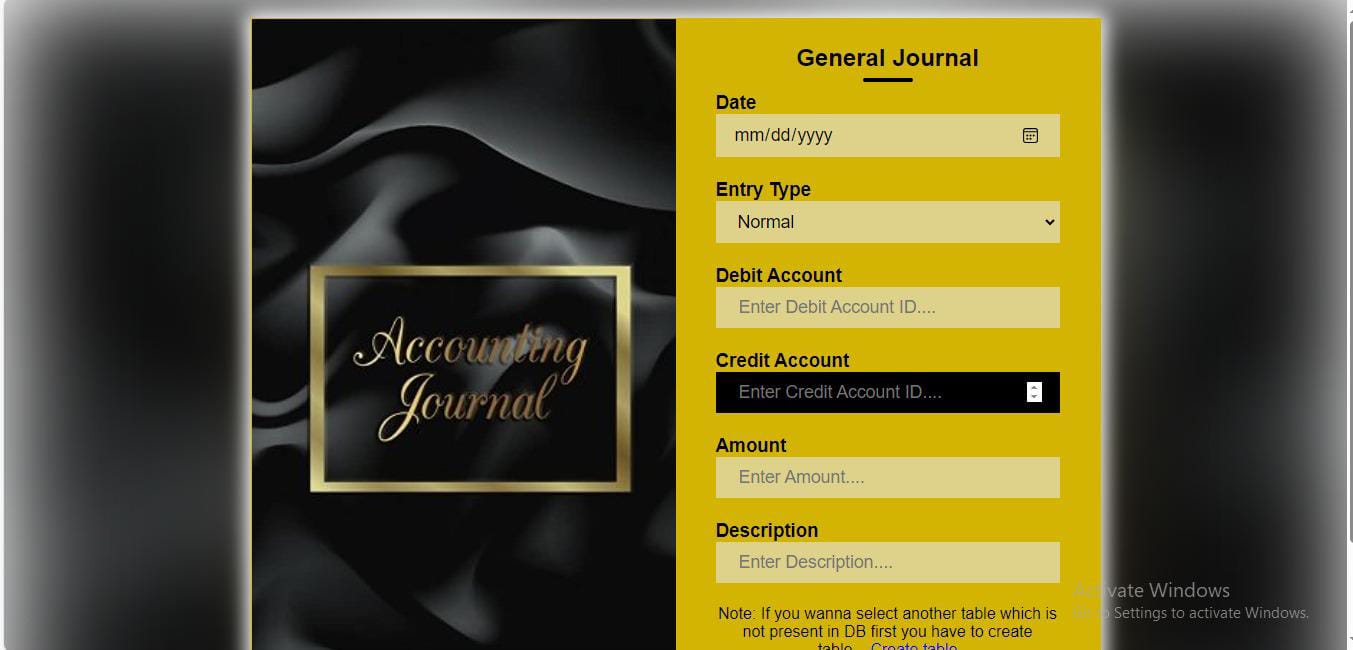 Accounting
Journal
General Journal
Date
mm/dd/yyyy
Entry Type
Normal
Debit Account
Enter Debit Account ID....
Credit Account
Enter Credit Account ID....
Amount
Enter Amount....
Description
Enter Description....
Note: If you wanna select another table which is
not present in DB first you have to create
table... Create table
Activate Windows
Go to Settings to activate Windows.